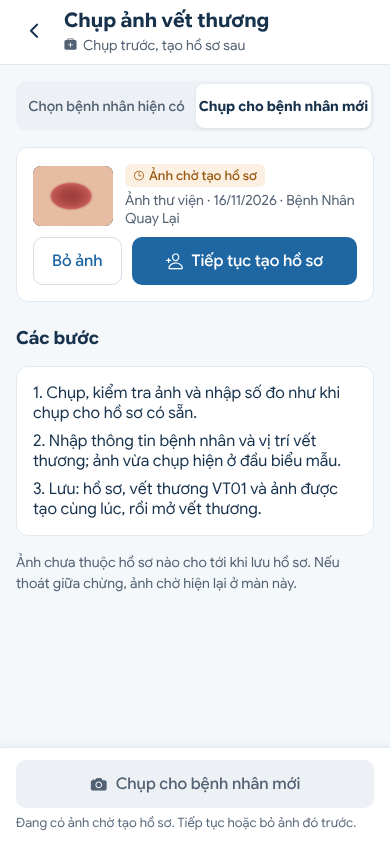 Chụp ảnh vết thương
Chụp trước, tạo hồ sơ sau
Chọn bệnh nhân hiện có
Chụp cho bệnh nhân mới
Ảnh chờ tạo hồ sơ
Ảnh thư viện · 16/11/2026 · Bệnh Nhân
Quay Lại
Bỏ ảnh
Tiếp tục tạo hồ sơ
Các bước
1. Chụp, kiểm tra ảnh và nhập số đo như khi
chụp cho hồ sơ có sẵn.
2. Nhập thông tin bệnh nhân và vị trí vết
thương; ảnh vừa chụp hiện ở đầu biểu mẫu.
3. Lưu: hồ sơ, vết thương VT01 và ảnh được
tạo cùng lúc, rồi mở vết thương.
Ảnh chưa thuộc hồ sơ nào cho tới khi lưu hồ sơ. Nếu
thoát giữa chừng, ảnh chờ hiện lại ở màn này.
Chụp cho bệnh nhân mới
Đang có ảnh chờ tạo hồ sơ. Tiếp tục hoặc bỏ ảnh đó trước.